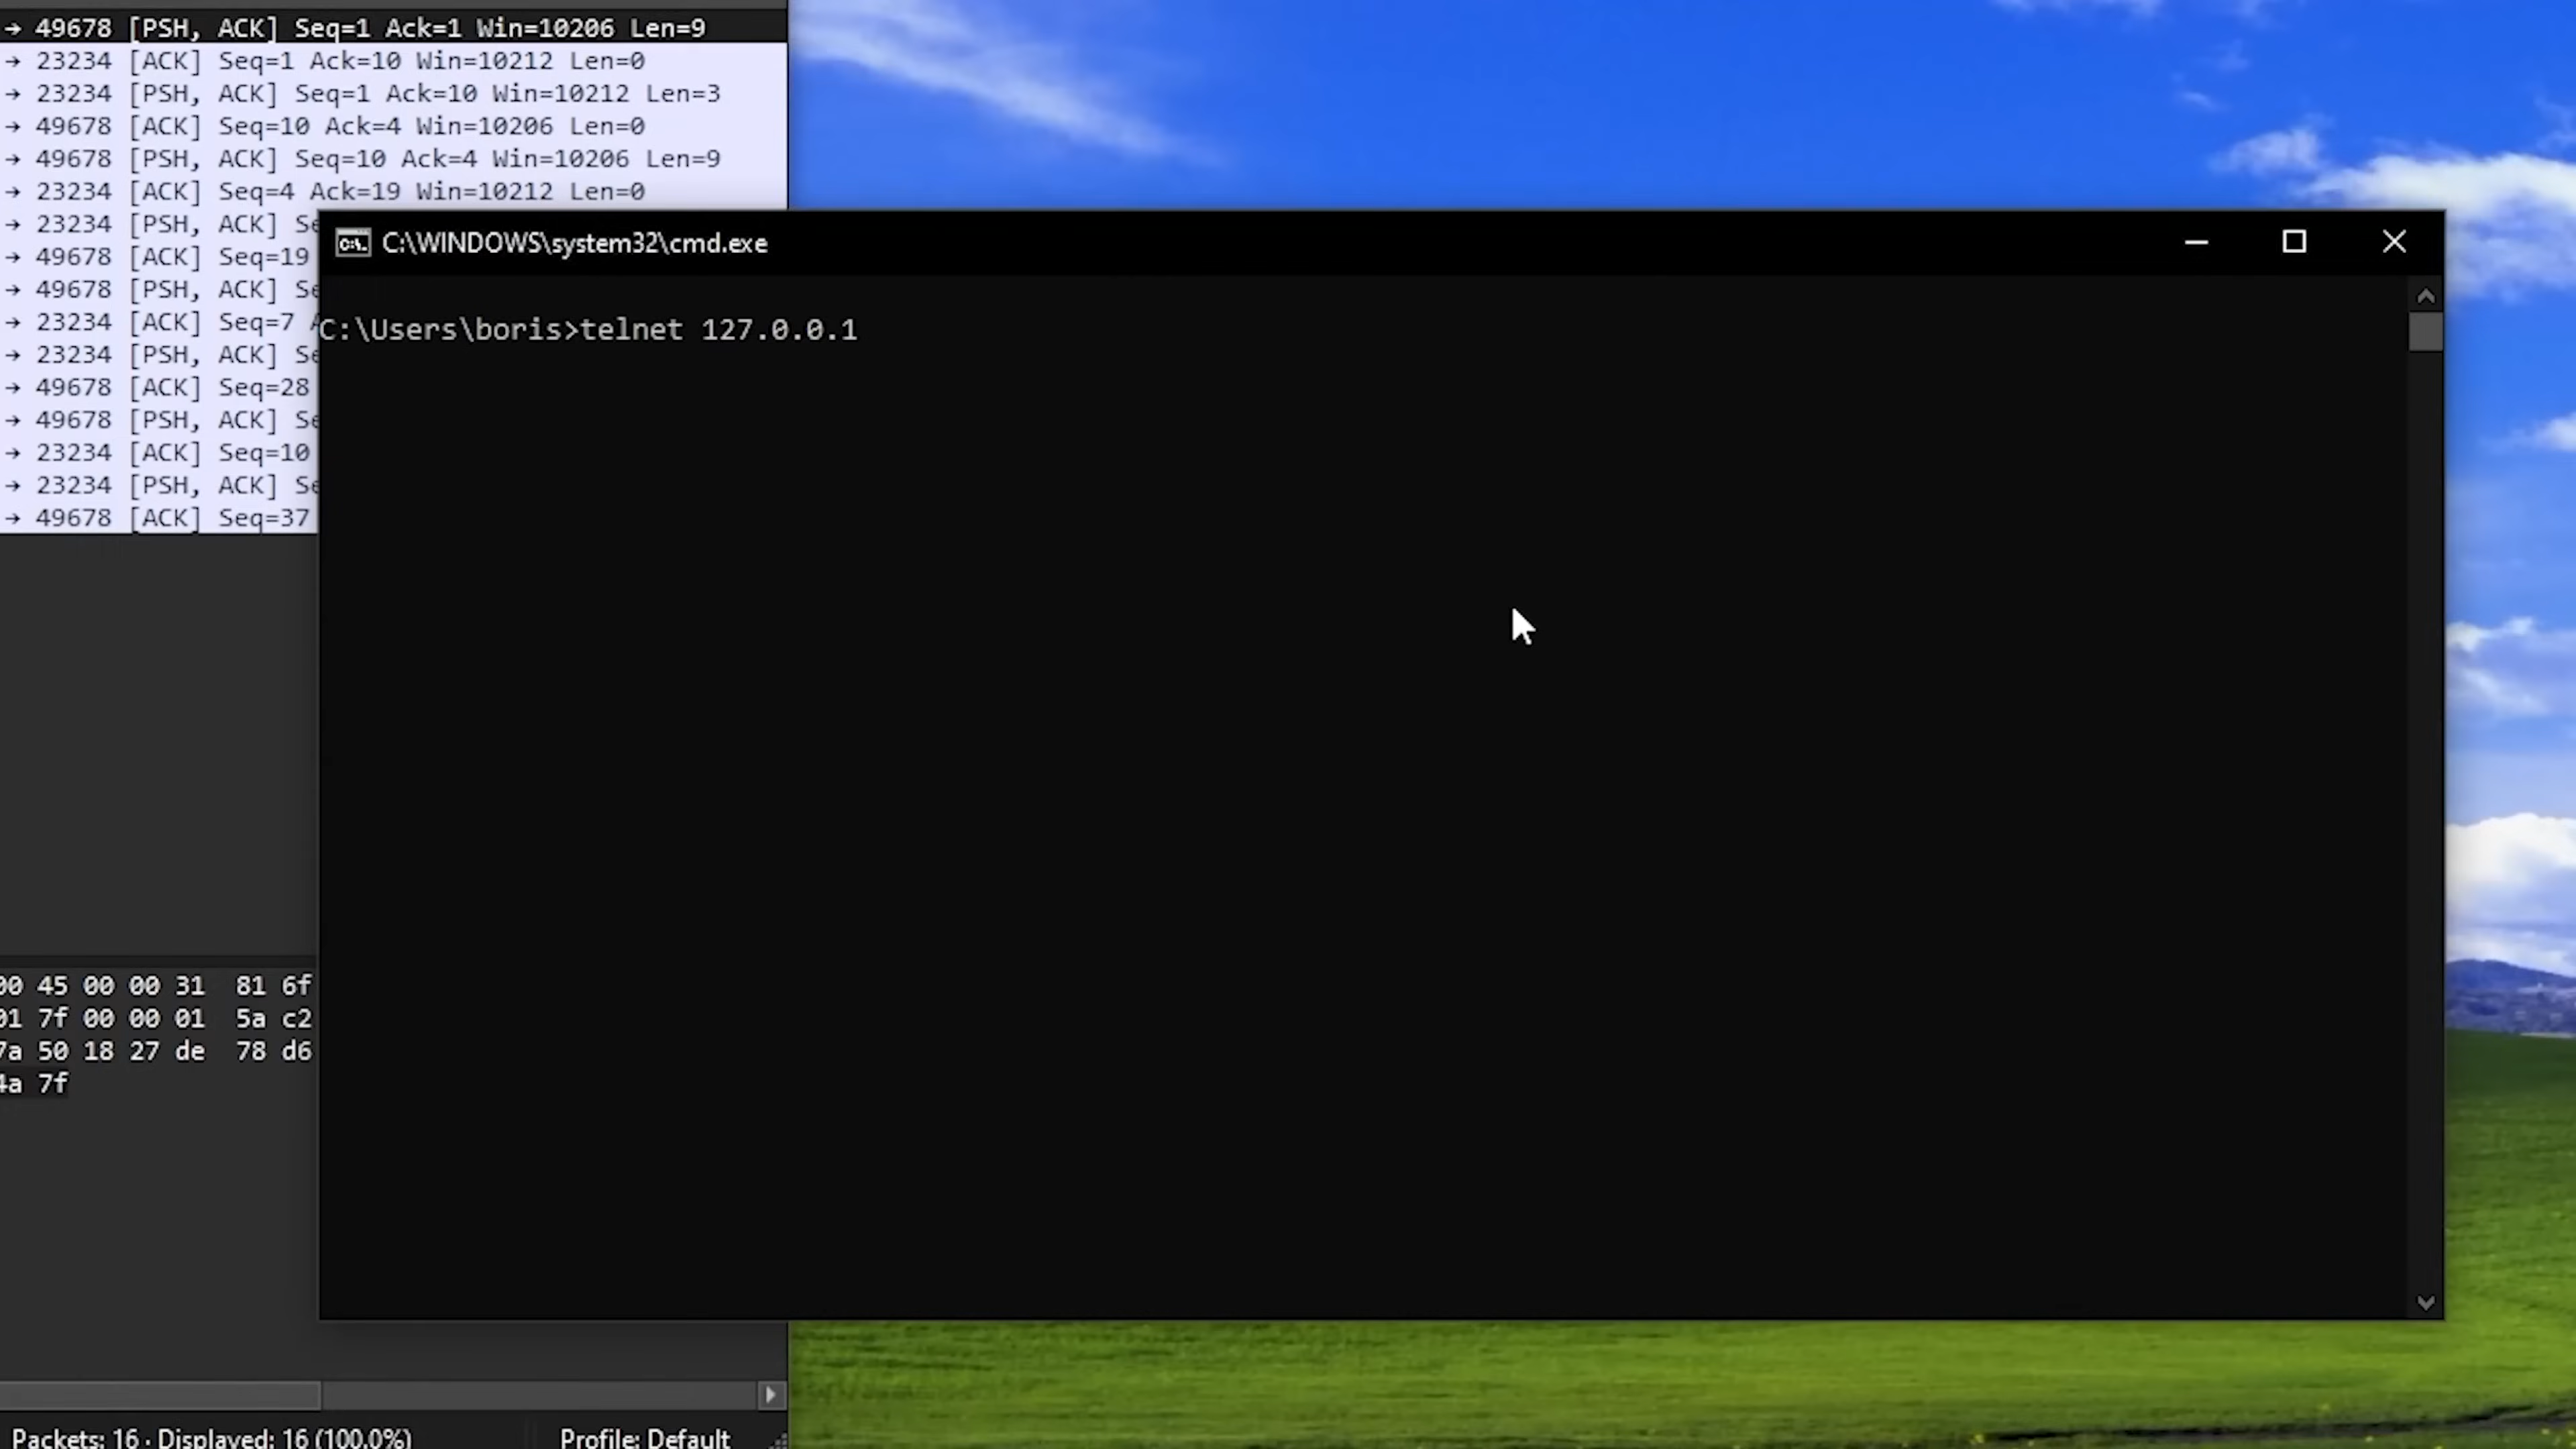 → 49678 [PSH, ACK] Seq=1 Ack=1 Win=10206 Len=9
→ 23234 [ACK] Seq=1 Ack=10 Win=10212 Len=0
→ 23234 [PSH, ACK] Seq=1 Ack=10 Win=10212 Len=3
→ 49678 [ACK] Seq=10 Ack=4 Win=10206 Len=0
→ 49678 [PSH, ACK] Seq=10 Ack=4 Win=10206 Len=9
→ 23234 [ACK] Seq=4 Ack=19 Win=10212 Len=0
→ 23234 [PSH, ACK] Se
→ 49678 [ACK] Seq=19
→ 49678 [PSH, ACK] Se
→ 23234 [ACK] Seq=7 A
→ 23234 [PSH, ACK] Se
→ 49678 [ACK] Seq=28
→ 49678 [PSH, ACK] Se
→ 23234 [ACK] Seq=10
→ 23234 [PSH, ACK] Se
→ 49678 [ACK] Seq=37
C:\WINDOWS\system32\cmd.exe
C:\Users\boris>telnet 127.0.0.1
00 45 00 00 31 81 6f
01 7f 00 00 01 5a c2
7a 50 18 27 de 78 d6
4a 7f
Packets: 16 · Displayed: 16 (100.0%)
Profile: Default